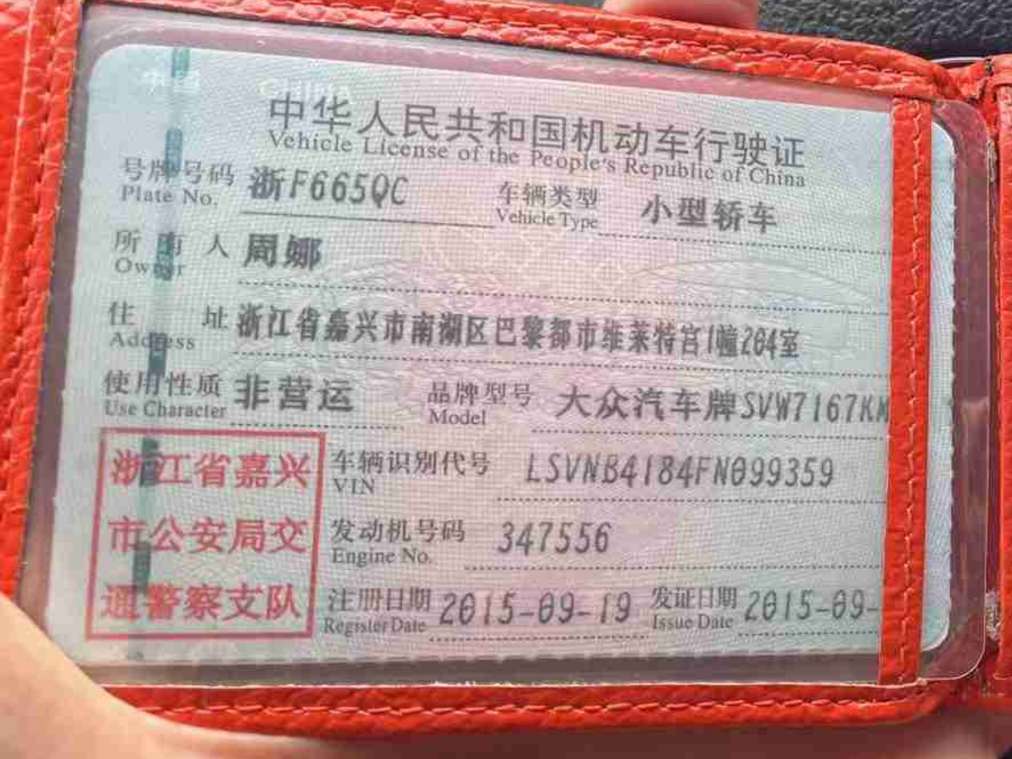 中华人民共和国机动车行驶证
Vehicle License of the People's Republic of China
号牌号码 浙F665QC 车辆类型 小型轿车
Plate No. Vehicle Type
所有人 周娜
Owner
住址 浙江省嘉兴市南湖区巴黎都市维莱特宫1幢204室
Address
使用性质 非营运 品牌型号 大众汽车牌SVW7167K
Use Character Model
浙江省嘉兴 车辆识别代号 LSVNB4184FN099359
VIN
市公安局交 发动机号码 347556
Engine No.
通警察支队 注册日期 2015-09-19 发证日期 2015-09-
Register Date Issue Date